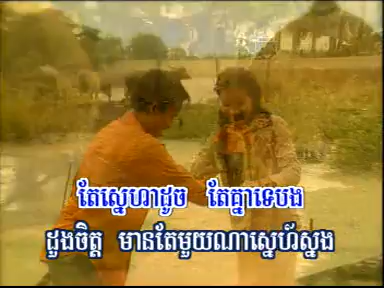 តែស្នេហាដូច តែគ្នាទេបង
ដួងចិត្ត មានតែមួយណាស្នេហ៍ស្នង